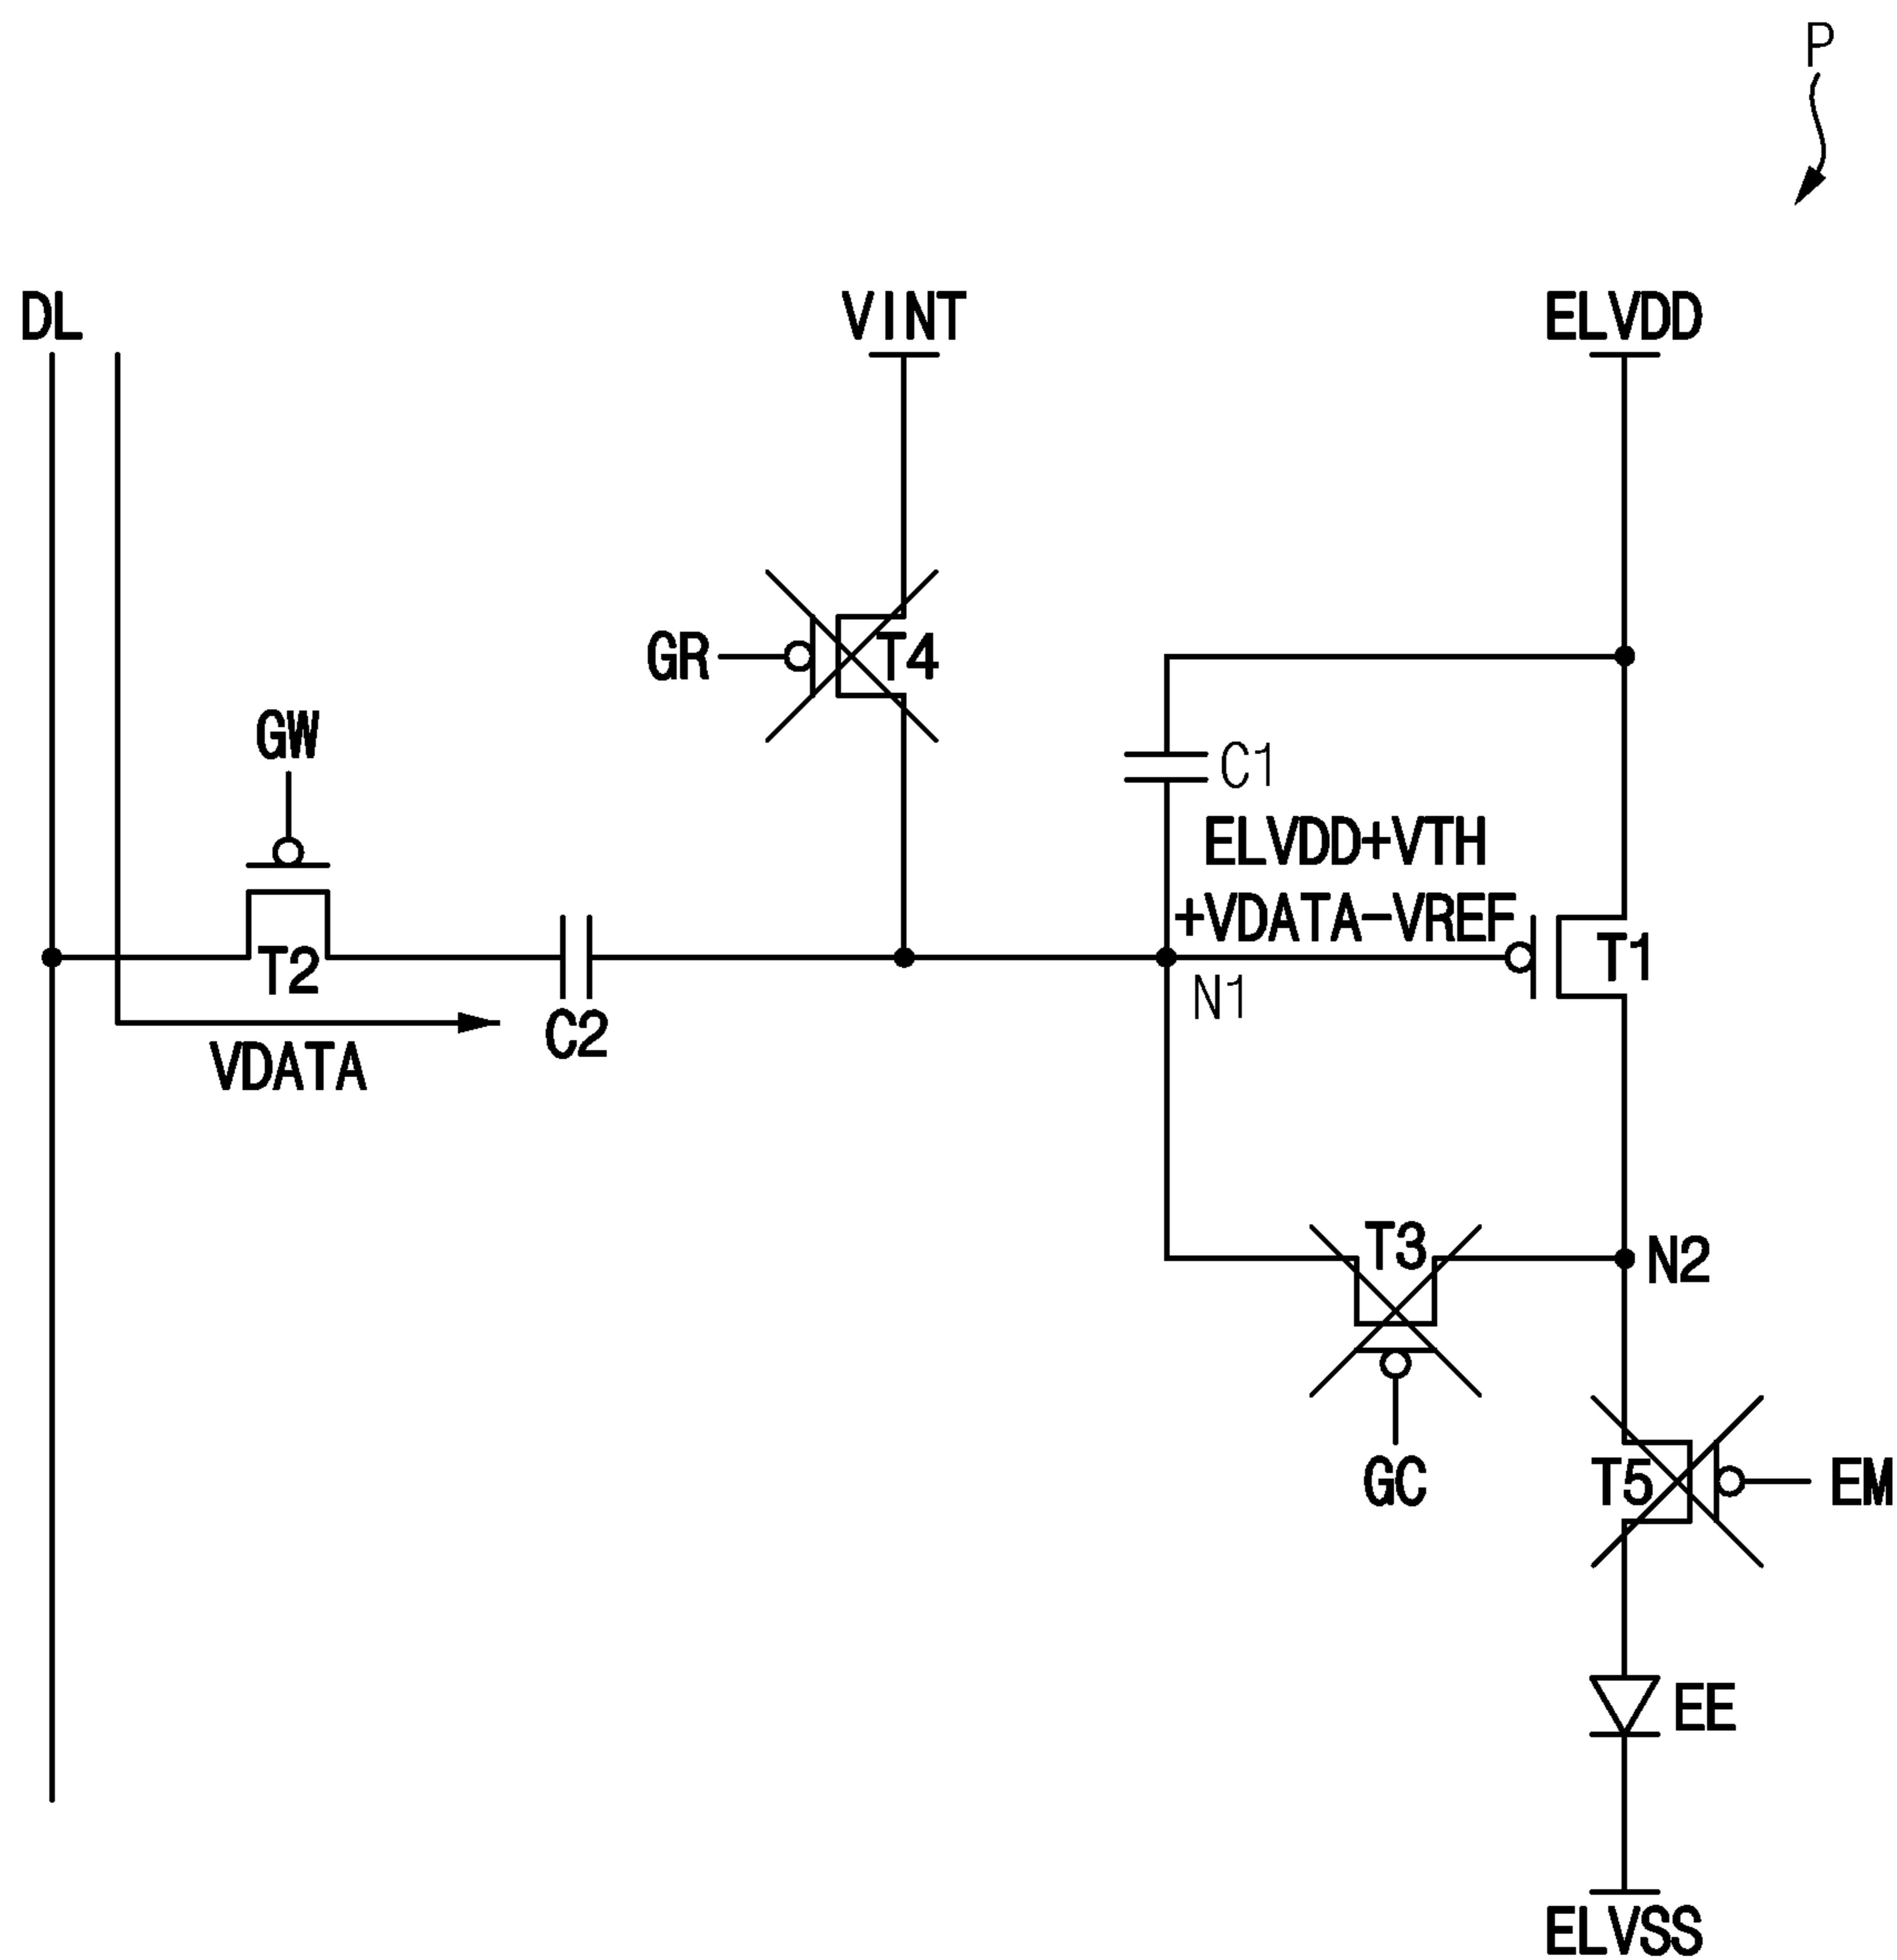 P
DL
VINT
ELVDD
GR
T4
GW
C1
ELVDD+VTH
+VDATA-VREF
T2
T1
N1
C2
VDATA
T3
N2
GC
T5
EM
EE
ELVSS